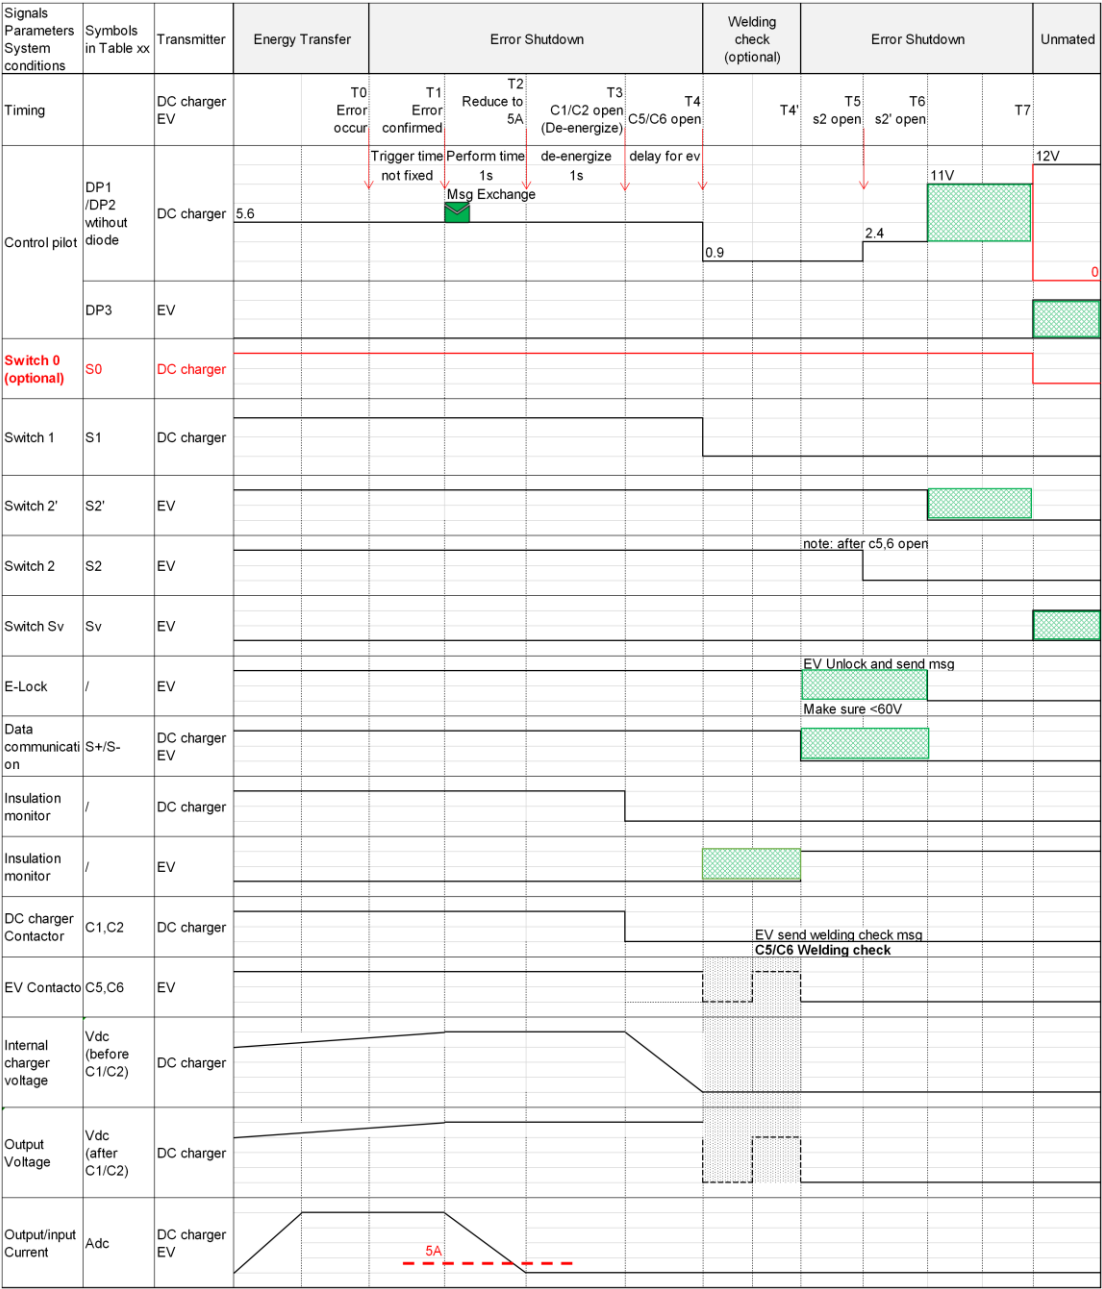 Signals
Parameters
System
conditions
Symbols
in Table xx
Transmitter
Energy Transfer
Error Shutdown
Welding
check
(optional)
Error Shutdown
Unmated
Timing
DC charger
EV
T0
Error
occur
T1
Error
confirmed
T2
Reduce to
5A
T3
C1/C2 open
(De-energize)
T4
C5/C6 open
T4'
T5
s2 open
T6
s2' open
T7
Trigger time
not fixed
Perform time
1s
de-energize
1s
delay for ev
Msg Exchange
Control pilot
DP1
/DP2
wtihout
diode
DC charger
5.6
0.9
2.4
11V
12V
0
DP3
EV
Switch 0
(optional)
S0
DC charger
Switch 1
S1
DC charger
Switch 2'
S2'
EV
Switch 2
S2
EV
note: after c5,6 open
Switch Sv
Sv
EV
E-Lock
/
EV
EV Unlock and send msg
Make sure <60V
Data
communicati
on
S+/S-
DC charger
EV
Insulation
monitor
/
DC charger
Insulation
monitor
/
EV
DC charger
Contactor
C1,C2
DC charger
EV send welding check msg
C5/C6 Welding check
EV Contacto
C5,C6
EV
Internal
charger
voltage
Vdc
(before
C1/C2)
DC charger
Output
Voltage
Vdc
(after
C1/C2)
DC charger
Output/input
Current
Adc
DC charger
EV
5A